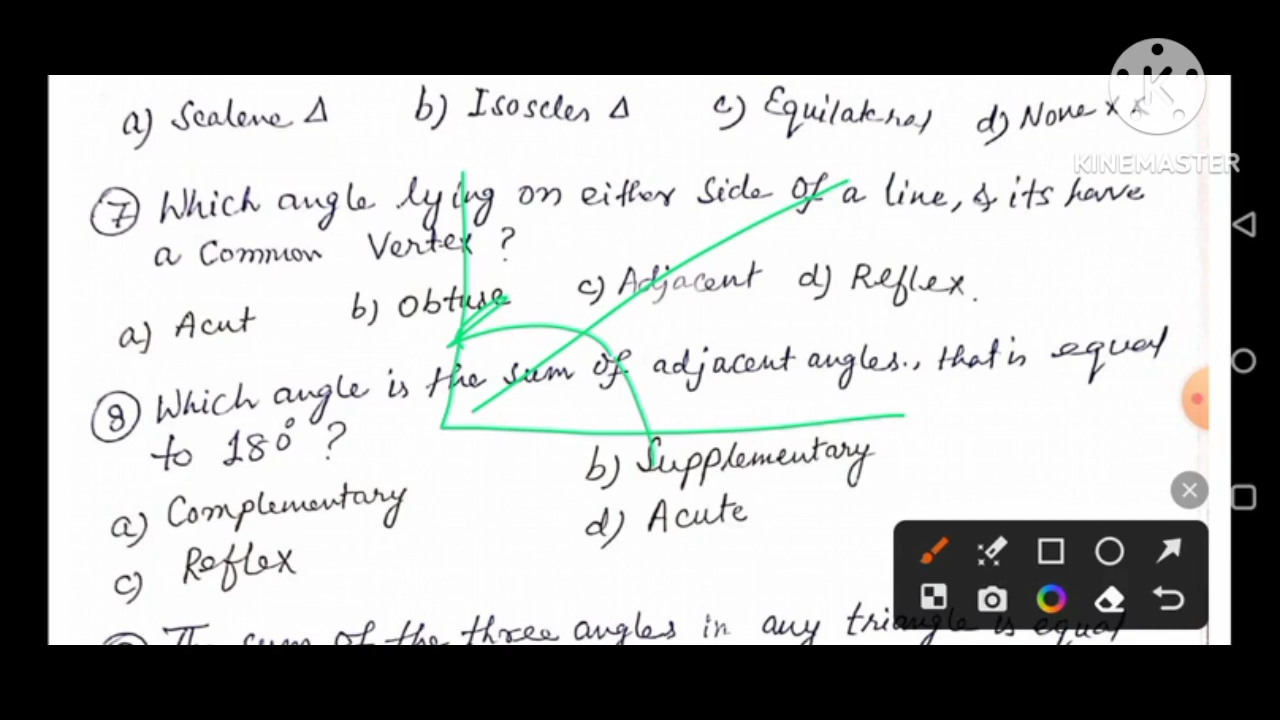 a) Scalene Δ b) Isoscles Δ c) Equilateral d) None
KINEMASTER
7 Which angle lying on either side of a line, & its have
a Common Vertex ?
a) Acut b) Obtuse c) Adjacent d) Reflex.
8 Which angle is the sum of adjacent angles., that is equal
to 180° ?
a) Complementary b) Supplementary
c) Reflex d) Acute
The sum of the three angles in any triangle is equal